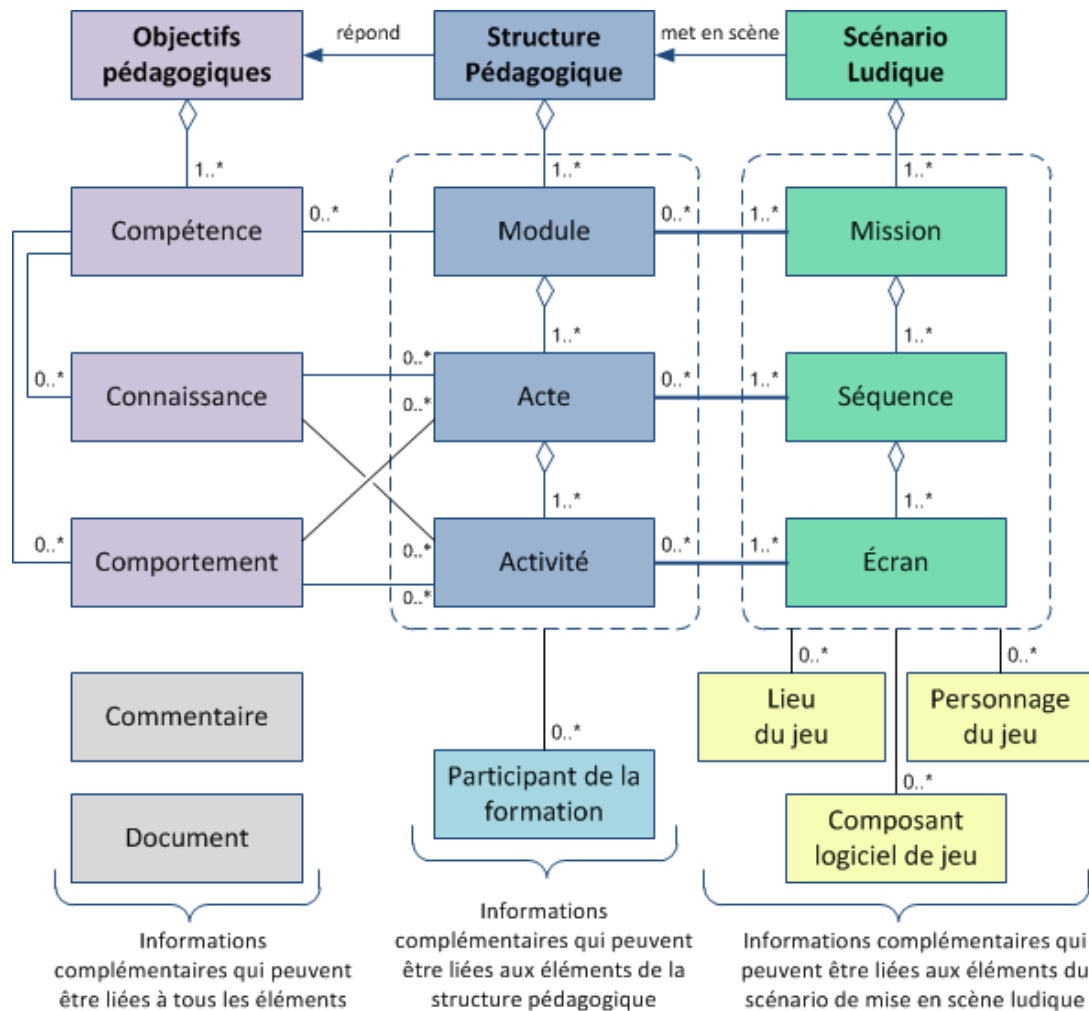 Objectifs
pédagogiques
répond
Structure
Pédagogique
met en scène
Scénario
Ludique
1..*
1..*
1..*
Compétence
0..*
Module
0..*
1..*
Mission
1..*
1..*
0..*
Connaissance
0..*
0..*
Acte
0..*
1..*
Séquence
1..*
1..*
0..*
Comportement
0..*
0..*
Activité
0..*
1..*
Écran
0..*
0..*
Commentaire
Lieu
du jeu
Personnage
du jeu
0..*
Participant de la
formation
0..*
Document
Composant
logiciel de jeu
Informations
complémentaires qui peuvent
être liées à tous les éléments
Informations
complémentaires qui peuvent
être liées aux éléments de la
structure pédagogique
Informations complémentaires qui
peuvent être liées aux éléments du
scénario de mise en scène ludique